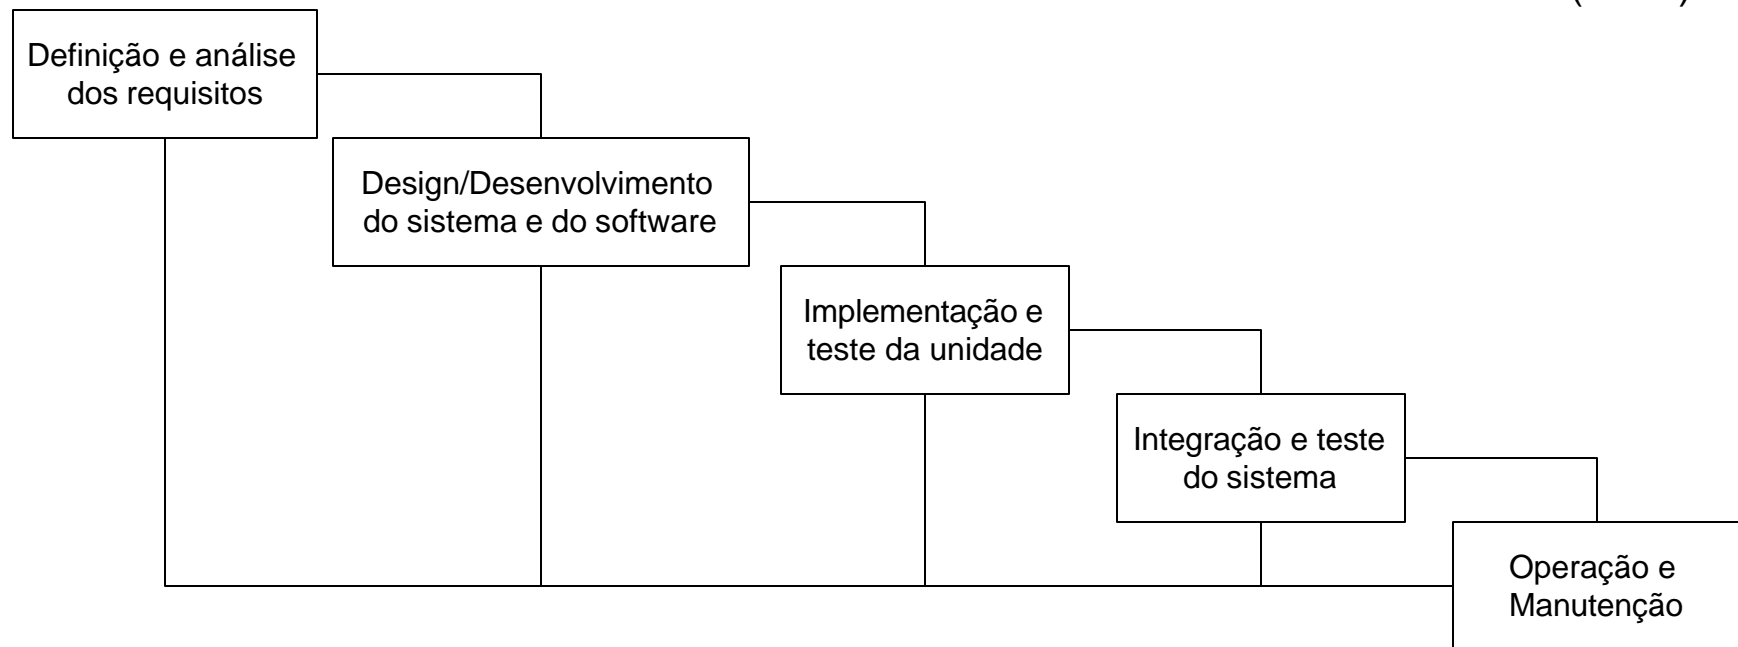 Definição e análise
dos requisitos
Design/Desenvolvimento
do sistema e do software
Implementação e
teste da unidade
Integração e teste
do sistema
Operação e
Manutenção